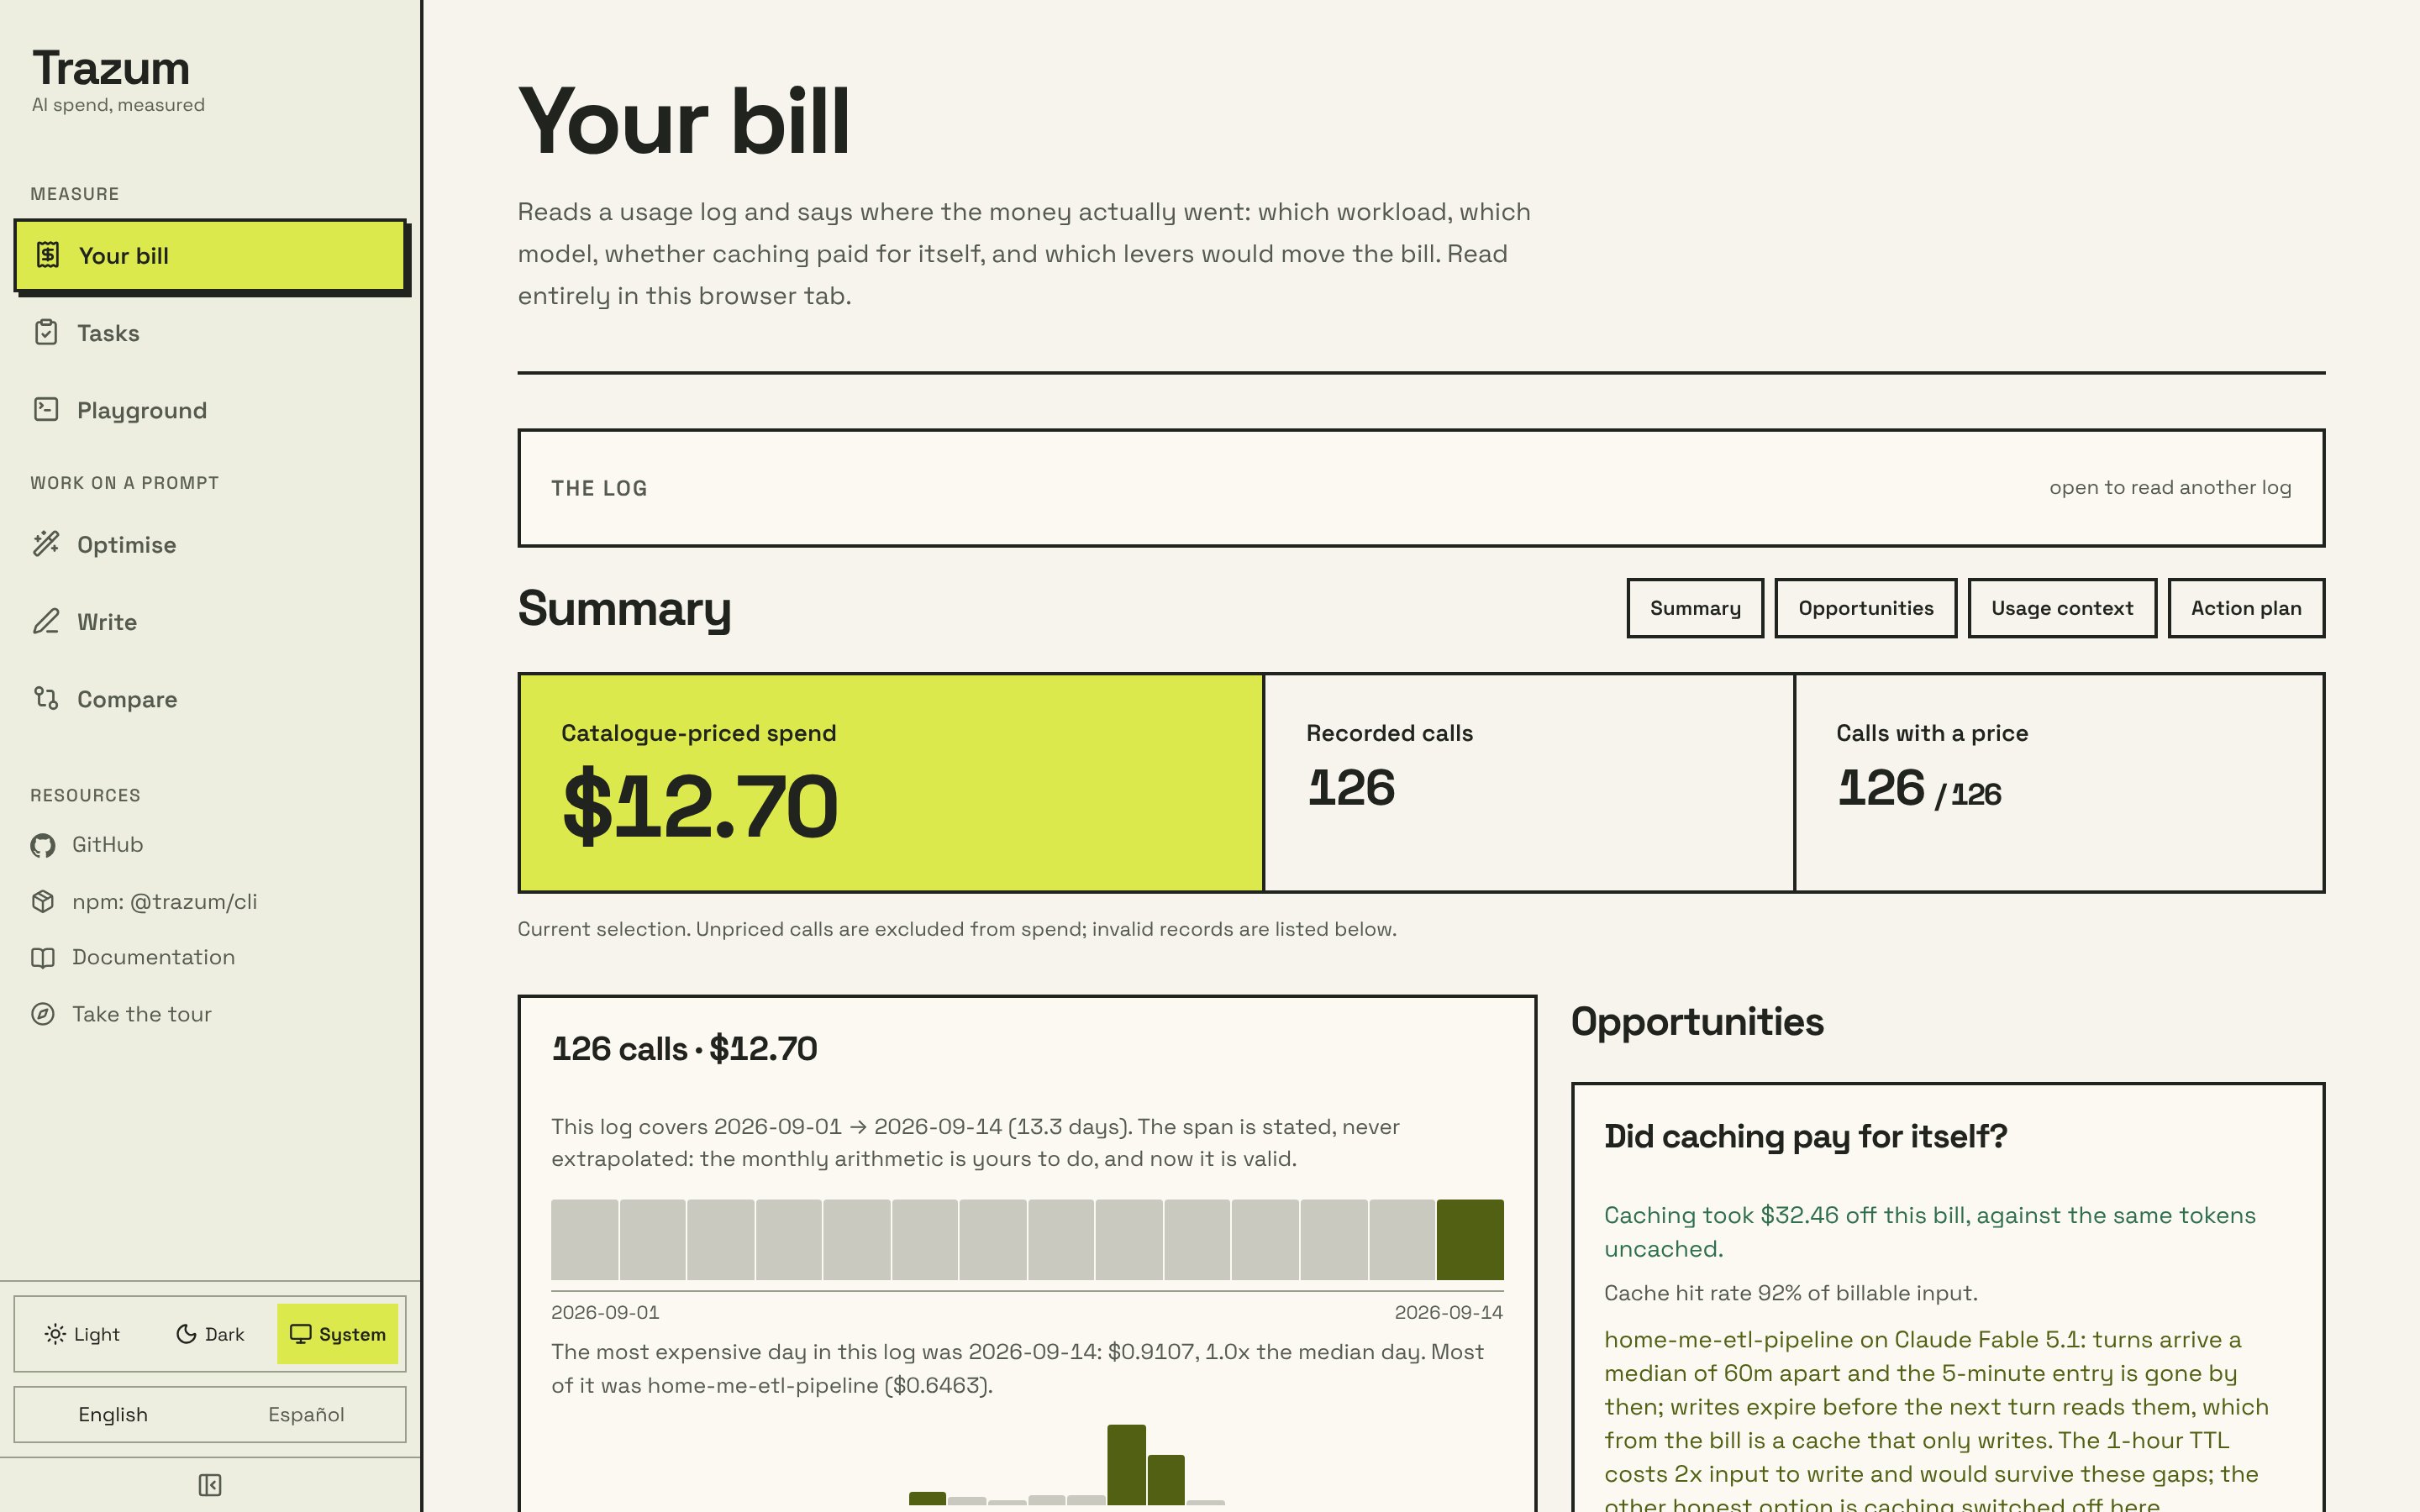 Trazum
AI spend, measured
MEASURE
Your bill
Tasks
Playground
WORK ON A PROMPT
Optimise
Write
Compare
RESOURCES
GitHub
npm: @trazum/cli
Documentation
Take the tour
Light
Dark
System
English
Español
Your bill
Reads a usage log and says where the money actually went: which workload, which
model, whether caching paid for itself, and which levers would move the bill. Read
entirely in this browser tab.
THE LOG
open to read another log
Summary
Summary
Opportunities
Usage context
Action plan
Catalogue-priced spend
$12.70
Recorded calls
126
Calls with a price
126 / 126
Current selection. Unpriced calls are excluded from spend; invalid records are listed below.
126 calls · $12.70
This log covers 2026-09-01 → 2026-09-14 (13.3 days). The span is stated, never
extrapolated: the monthly arithmetic is yours to do, and now it is valid.
2026-09-01
2026-09-14
The most expensive day in this log was 2026-09-14: $0.9107, 1.0x the median day. Most
of it was home-me-etl-pipeline ($0.6463).
Opportunities
Did caching pay for itself?
Caching took $32.46 off this bill, against the same tokens
uncached.
Cache hit rate 92% of billable input.
home-me-etl-pipeline on Claude Fable 5.1: turns arrive a
median of 60m apart and the 5-minute entry is gone by
then; writes expire before the next turn reads them, which
from the bill is a cache that only writes. The 1-hour TTL
costs 2x input to write and would survive these gaps; the
other honest option is caching switched off here.